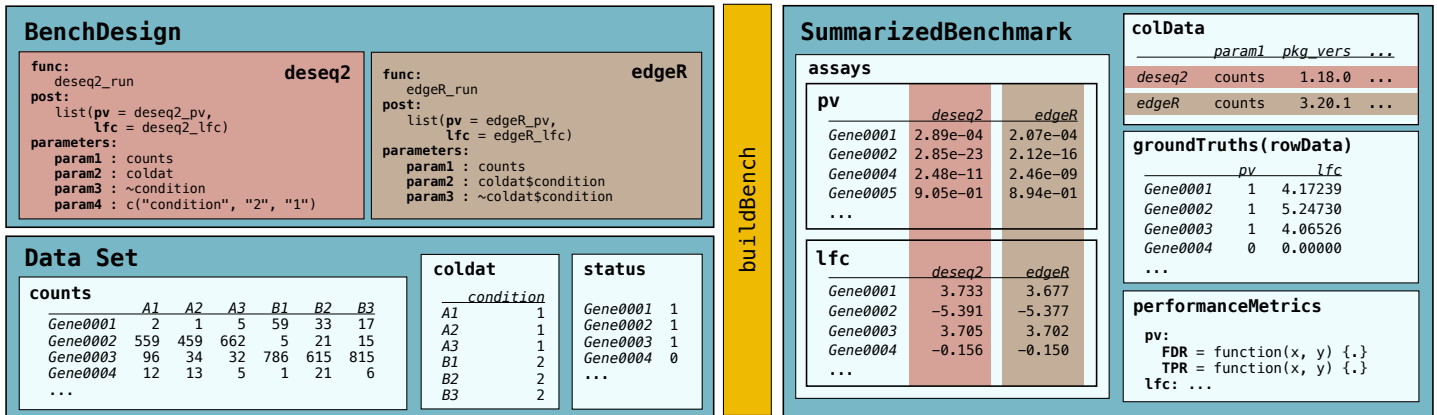 BenchDesign
deseq2
func:
deseq2_run
post:
list(pv = deseq2_pv,
lfc = deseq2_lfc)
parameters:
param1 : counts
param2 : coldat
param3 : ~condition
param4 : c("condition", "2", "1")
edgeR
func:
edgeR_run
post:
list(pv = edgeR_pv,
lfc = edgeR_lfc)
parameters:
param1 : counts
param2 : coldat$condition
param3 : ~coldat$condition
Data Set
counts
A1 A2 A3 B1 B2 B3
Gene0001 2 1 5 59 33 17
Gene0002 559 459 662 5 21 15
Gene0003 96 34 32 786 615 815
Gene0004 12 13 5 1 21 6
...
coldat
condition
A1 1
A2 1
A3 1
B1 2
B2 2
B3 2
status
Gene0001 1
Gene0002 1
Gene0003 1
Gene0004 0
...
buildBench
SummarizedBenchmark
assays
pv
deseq2 edgeR
Gene0001 2.89e−04 2.07e−04
Gene0002 2.85e−23 2.12e−16
Gene0004 2.48e−11 2.46e−09
Gene0005 9.05e−01 8.94e−01
...
lfc
deseq2 edgeR
Gene0001 3.733 3.677
Gene0002 −5.391 −5.377
Gene0003 3.705 3.702
Gene0004 −0.156 −0.150
...
colData
param1 pkg_vers ...
deseq2 counts 1.18.0 ...
edgeR counts 3.20.1 ...
groundTruths(rowData)
pv lfc
Gene0001 1 4.17239
Gene0002 1 5.24730
Gene0003 1 4.06526
Gene0004 0 0.00000
...
performanceMetrics
pv:
FDR = function(x, y) {.}
TPR = function(x, y) {.}
lfc: ...